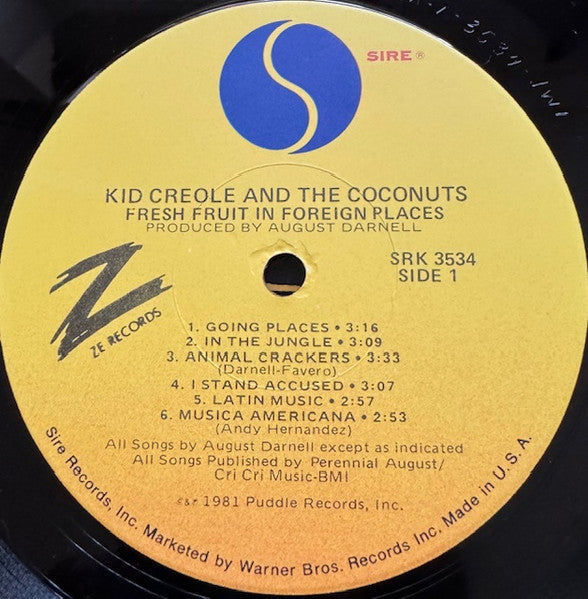 SIRE ®
KID CREOLE AND THE COCONUTS
FRESH FRUIT IN FOREIGN PLACES
PRODUCED BY AUGUST DARNELL
SRK 3534
SIDE 1
Z
ZE RECORDS
1. GOING PLACES • 3:16
2. IN THE JUNGLE • 3:09
3. ANIMAL CRACKERS • 3:33
(Darnell-Favero)
4. I STAND ACCUSED • 3:07
5. LATIN MUSIC • 2:57
6. MUSICA AMERICANA • 2:53
(Andy Hernandez)
All Songs by August Darnell except as indicated
All Songs Published by Perennial August/
Cri Cri Music-BMI
©&℗ 1981 Puddle Records, Inc.
Sire Records, Inc. Marketed by Warner Bros. Records Inc. Made in U.S.A.